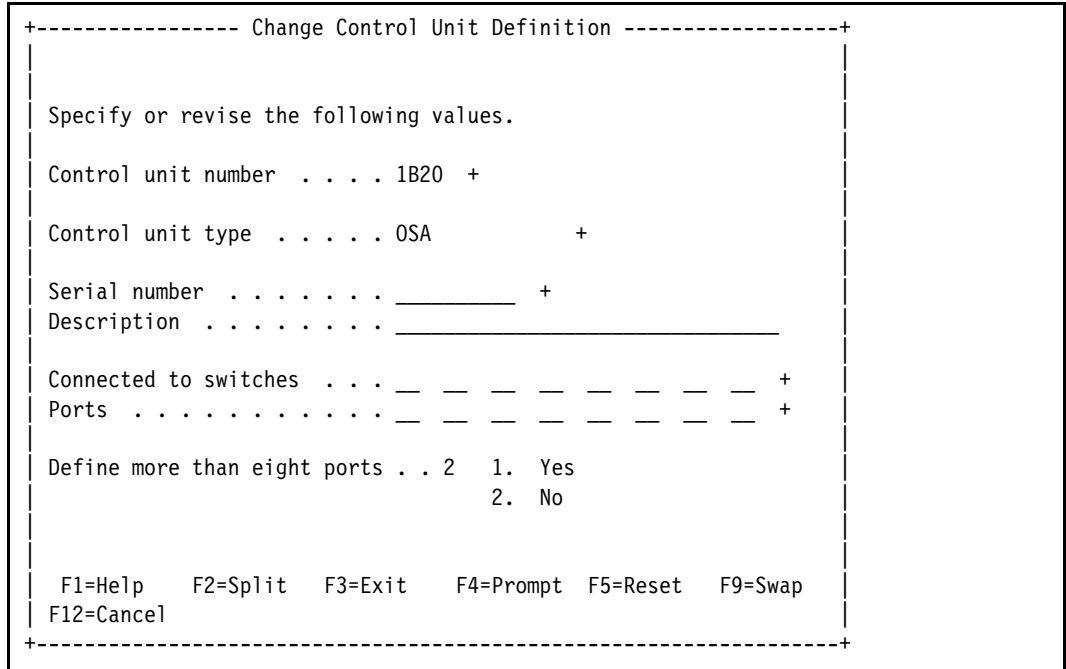 +----------------- Change Control Unit Definition ------------------+
Specify or revise the following values.
Control unit number . . . . 1B20 +
Control unit type . . . . . OSA +
Serial number . . . . . . . __________ +
Description . . . . . . . . ________________________________
Connected to switches . . . __ __ __ __ __ __ __ __ +
Ports . . . . . . . . . . . __ __ __ __ __ __ __ __ +
Define more than eight ports . . 2 1. Yes
2. No
F1=Help F2=Split F3=Exit F4=Prompt F5=Reset F9=Swap
F12=Cancel
+-------------------------------------------------------------------+